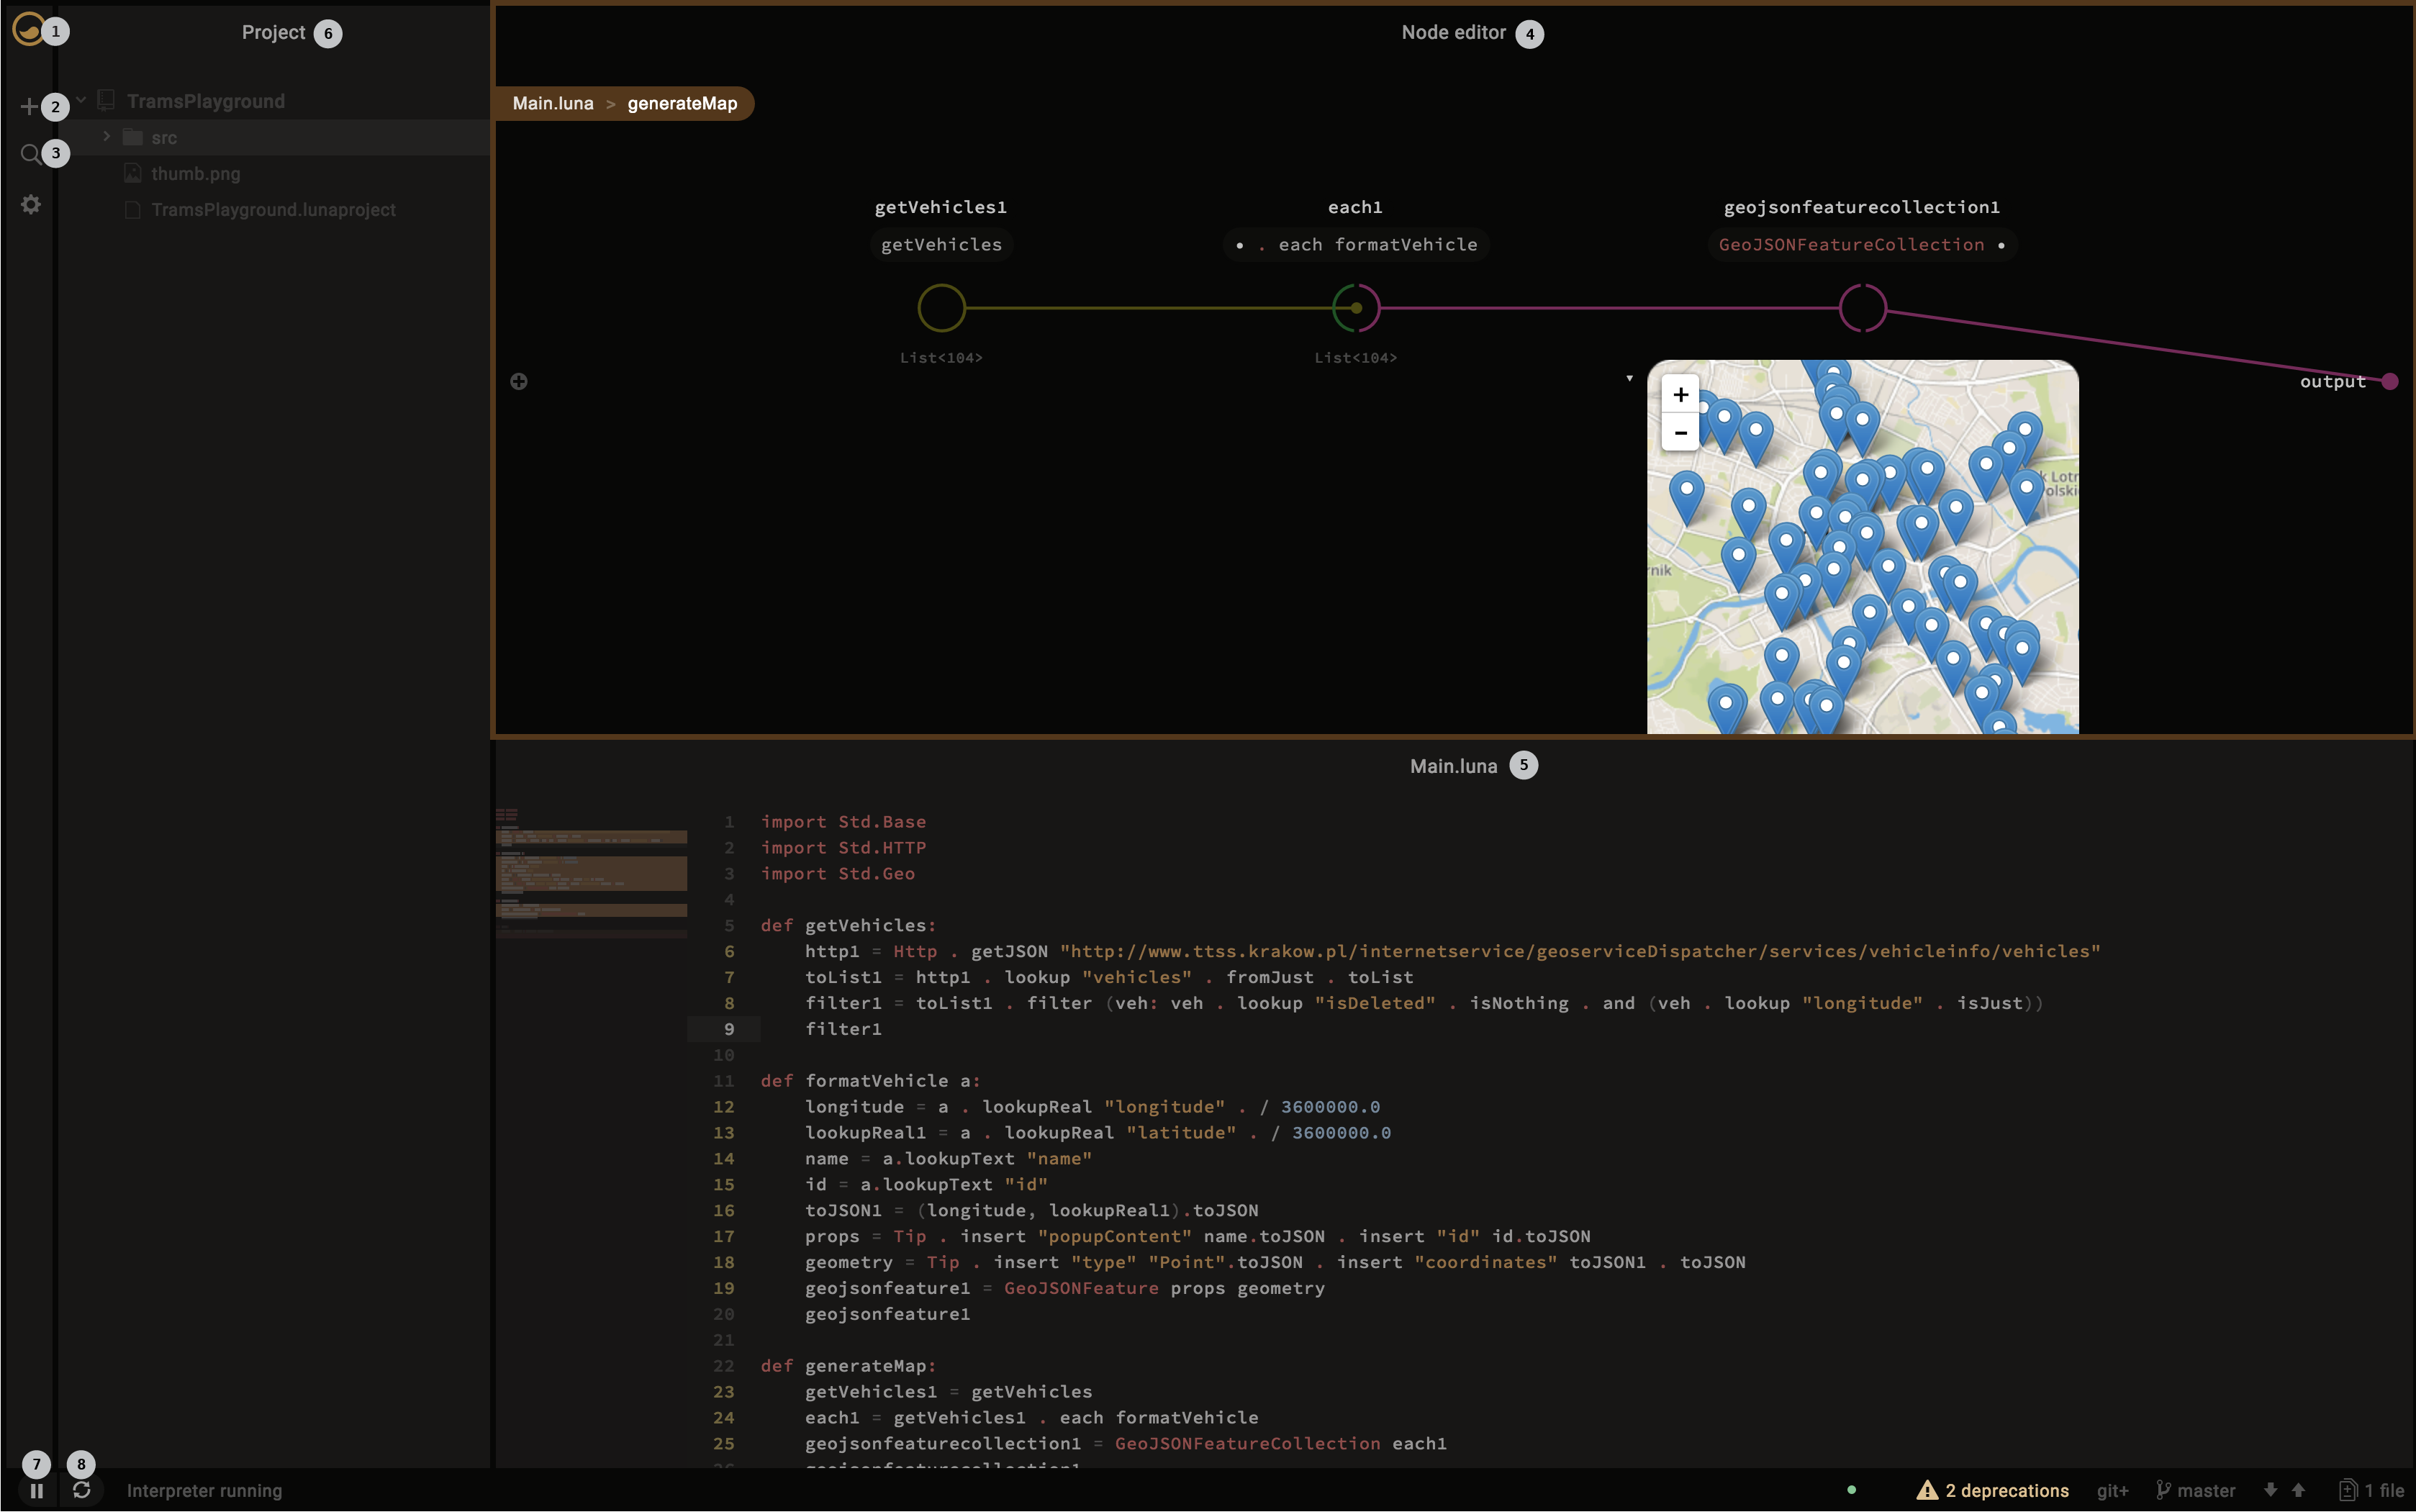 1
Project 6
2
3
TramsPlayground
src
thumb.png
TramsPlayground.lunaproject
Node editor 4
Main.luna > generateMap
getVehicles1
getVehicles
List<104>
each1
• . each formatVehicle
List<104>
geojsonfeaturecollection1
GeoJSONFeatureCollection •
+
−
k Lotn
olski
rnik
output
Main.luna 5
1 import Std.Base
2 import Std.HTTP
3 import Std.Geo
4
5 def getVehicles:
6 http1 = Http . getJSON "http://www.ttss.krakow.pl/internetservice/geoserviceDispatcher/services/vehicleinfo/vehicles"
7 toList1 = http1 . lookup "vehicles" . fromJust . toList
8 filter1 = toList1 . filter (veh: veh . lookup "isDeleted" . isNothing . and (veh . lookup "longitude" . isJust))
9 filter1
10
11 def formatVehicle a:
12 longitude = a . lookupReal "longitude" . / 3600000.0
13 lookupReal1 = a . lookupReal "latitude" . / 3600000.0
14 name = a.lookupText "name"
15 id = a.lookupText "id"
16 toJSON1 = (longitude, lookupReal1).toJSON
17 props = Tip . insert "popupContent" name.toJSON . insert "id" id.toJSON
18 geometry = Tip . insert "type" "Point".toJSON . insert "coordinates" toJSON1 . toJSON
19 geojsonfeature1 = GeoJSONFeature props geometry
20 geojsonfeature1
21
22 def generateMap:
23 getVehicles1 = getVehicles
24 each1 = getVehicles1 . each formatVehicle
25 geojsonfeaturecollection1 = GeoJSONFeatureCollection each1
7
8
Interpreter running
2 deprecations
git+
master
1 file